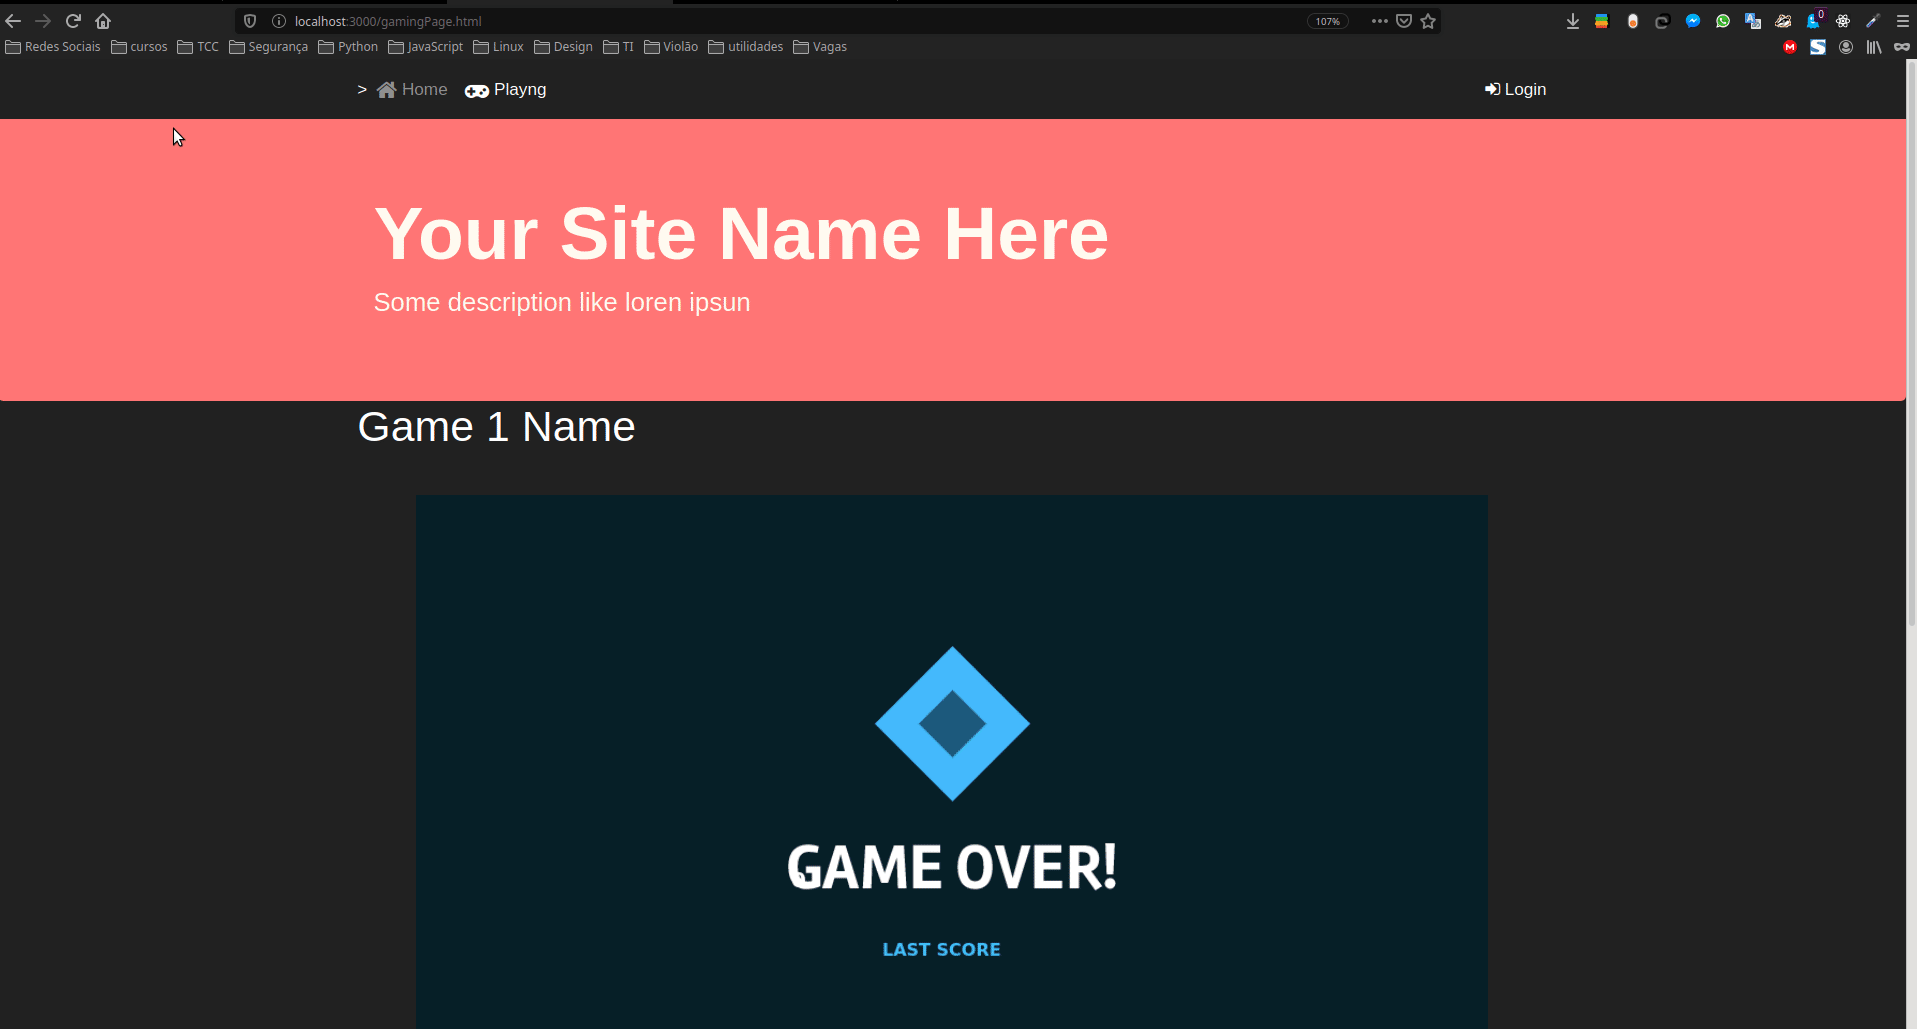 localhost:3000/gamingPage.html 107% 0
Redes Sociais cursos TCC Segurança Python JavaScript Linux Design TI Violão utilidades Vagas
> Home Playng Login
Your Site Name Here
Some description like loren ipsun
Game 1 Name
GAME OVER!
LAST SCORE